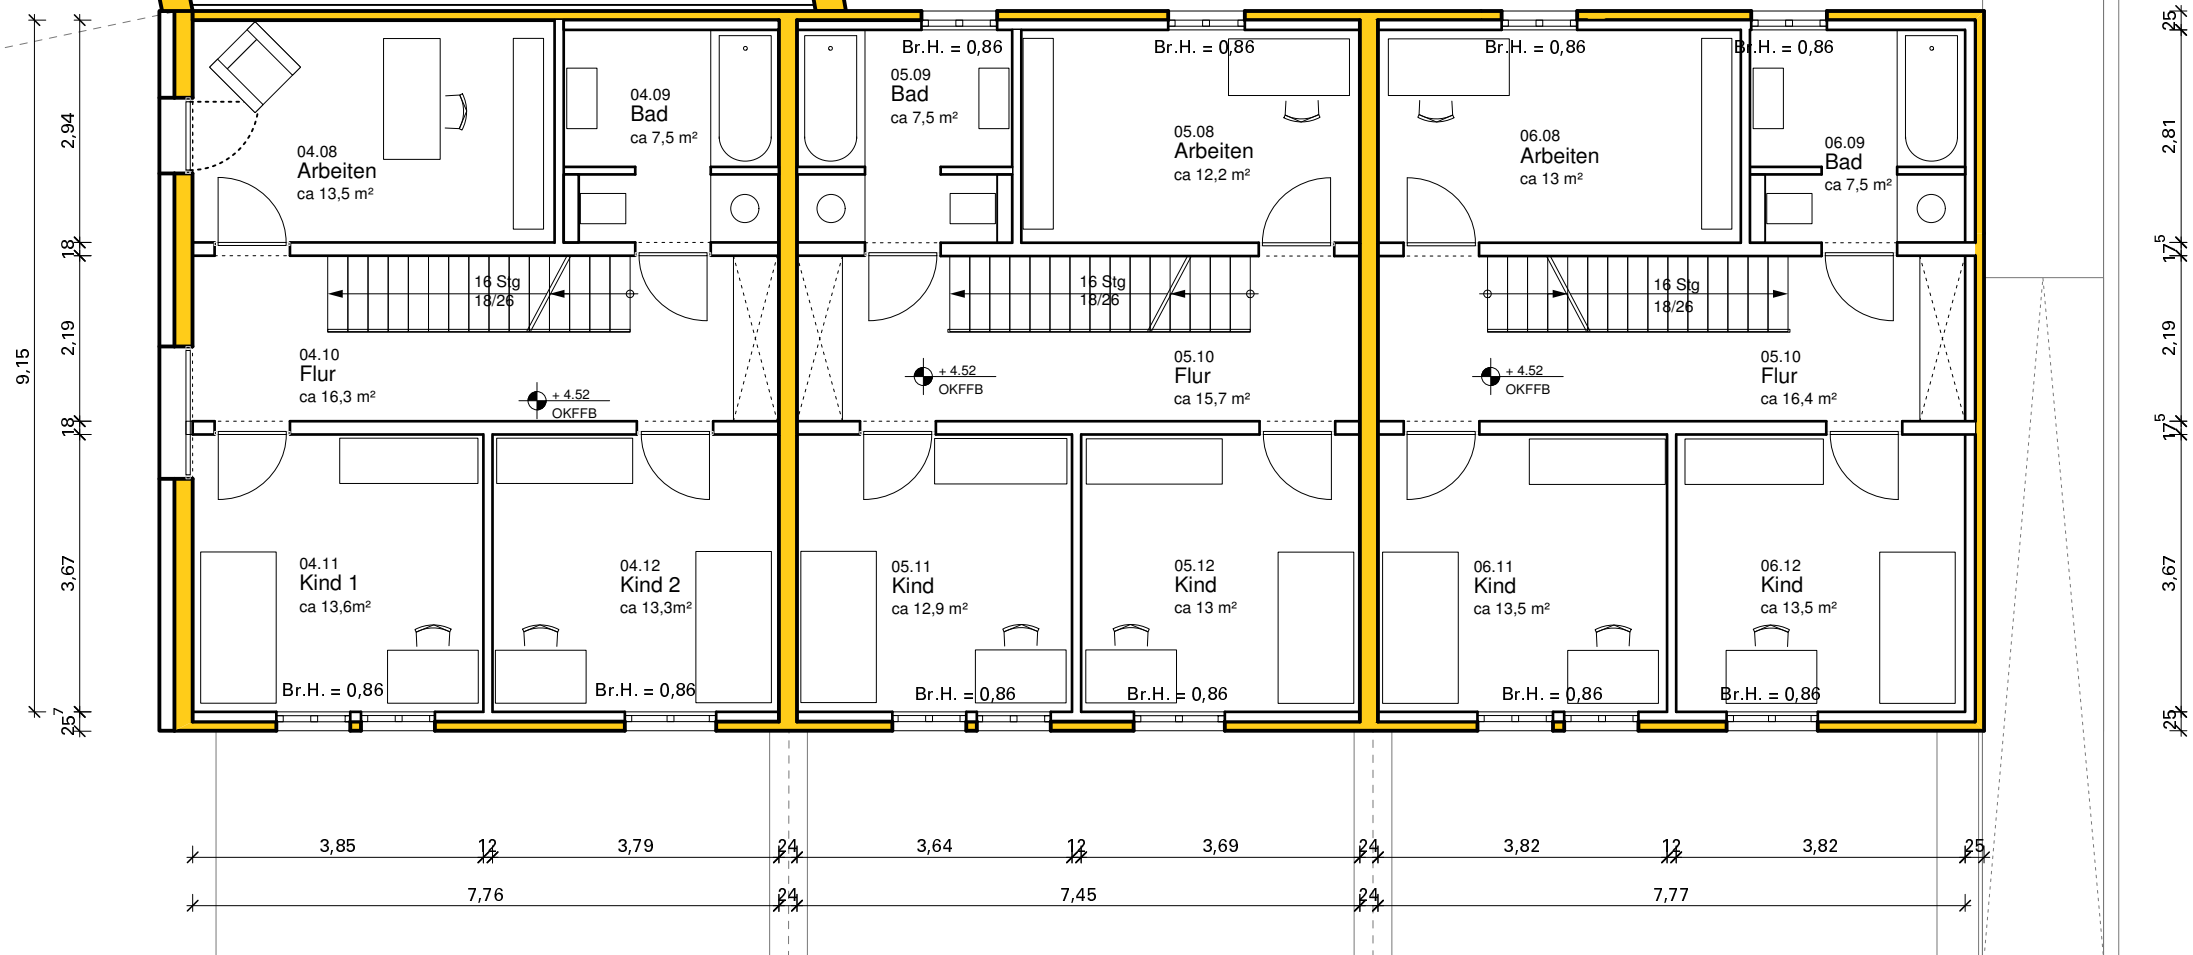 Br.H. = 0,86
Br.H. = 0,86
Br.H. = 0,86
Br.H. = 0,86
04.08
Arbeiten
ca 13,5 m²
04.09
Bad
ca 7,5 m²
05.09
Bad
ca 7,5 m²
05.08
Arbeiten
ca 12,2 m²
06.08
Arbeiten
ca 13 m²
06.09
Bad
ca 7,5 m²
16 Stg
18/26
16 Stg
18/26
16 Stg
18/26
04.10
Flur
ca 16,3 m²
+ 4.52
OKFFB
+ 4.52
OKFFB
05.10
Flur
ca 15,7 m²
+ 4.52
OKFFB
05.10
Flur
ca 16,4 m²
04.11
Kind 1
ca 13,6m²
04.12
Kind 2
ca 13,3m²
05.11
Kind
ca 12,9 m²
05.12
Kind
ca 13 m²
06.11
Kind
ca 13,5 m²
06.12
Kind
ca 13,5 m²
Br.H. = 0,86
Br.H. = 0,86
Br.H. = 0,86
Br.H. = 0,86
Br.H. = 0,86
Br.H. = 0,86
9,15
2,94
18
2,19
18
3,67
25
7
25
2,81
17⁵
2,19
17⁵
3,67
25
3,85
12
3,79
24
3,64
12
3,69
24
3,82
12
3,82
25
7,76
24
7,45
24
7,77